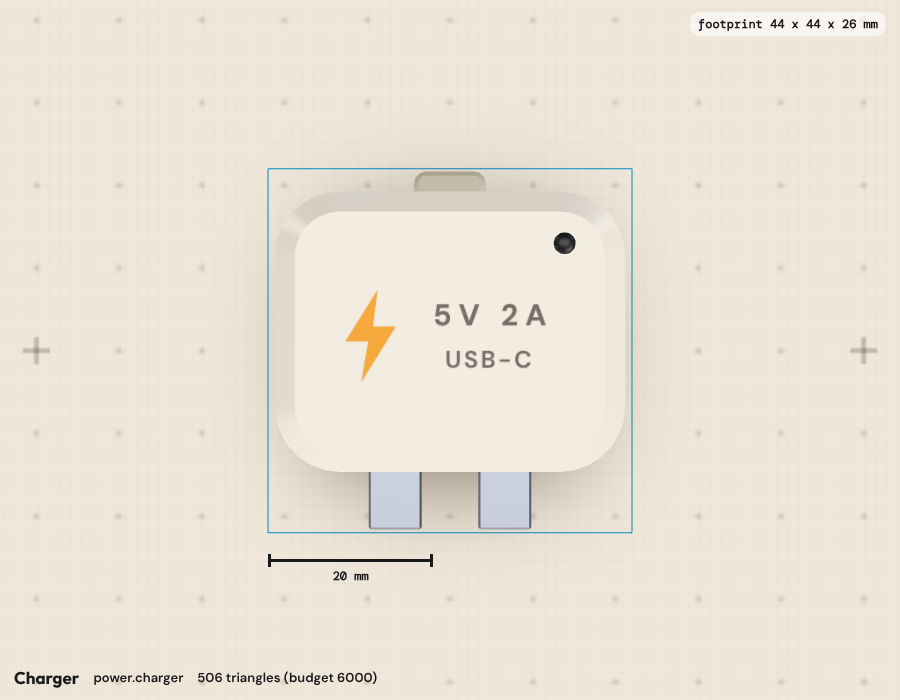 footprint 44 x 44 x 26 mm
5V 2A
USB-C
20 mm
Charger power.charger 506 triangles (budget 6000)